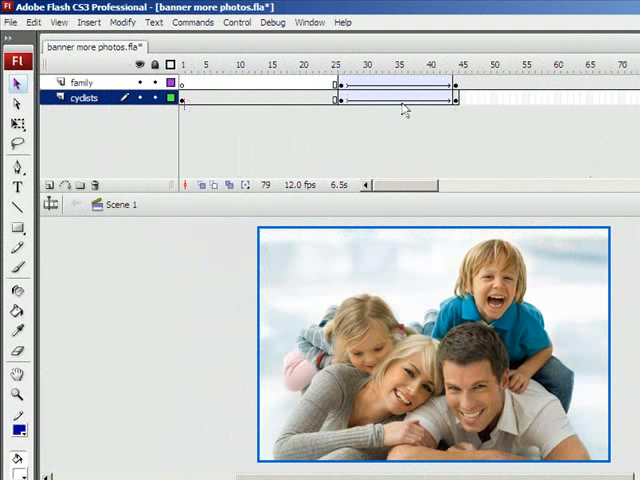 Adobe Flash CS3 Professional - [banner more photos.fla*]
File Edit View Insert Modify Text Commands Control Debug Window Help
banner more photos.fla*
Fl
1 5 10 15 20 25 30 35 40 45 50 55 60 65 70
family
cyclists
79 12.0 fps 6.5s
T
Scene 1